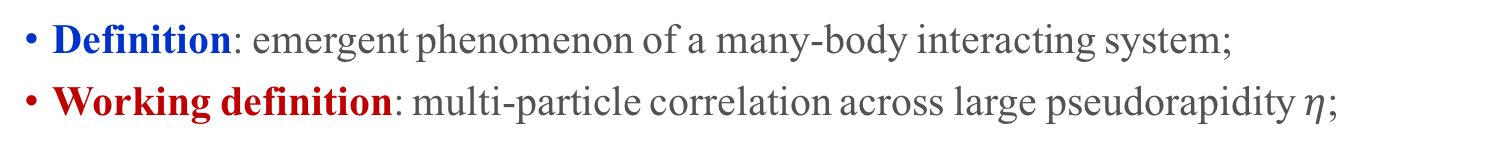 • Definition: emergent phenomenon of a many-body interacting system;
• Working definition: multi-particle correlation across large pseudorapidity η;